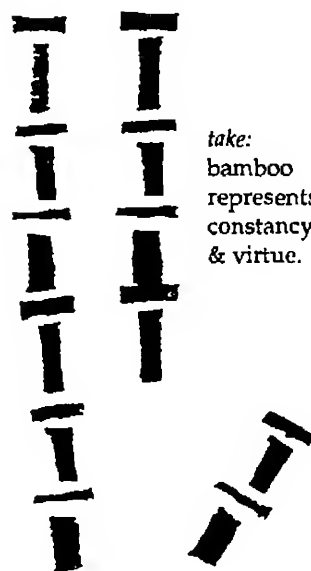 take:
bamboo
represents
constancy
& virtue.